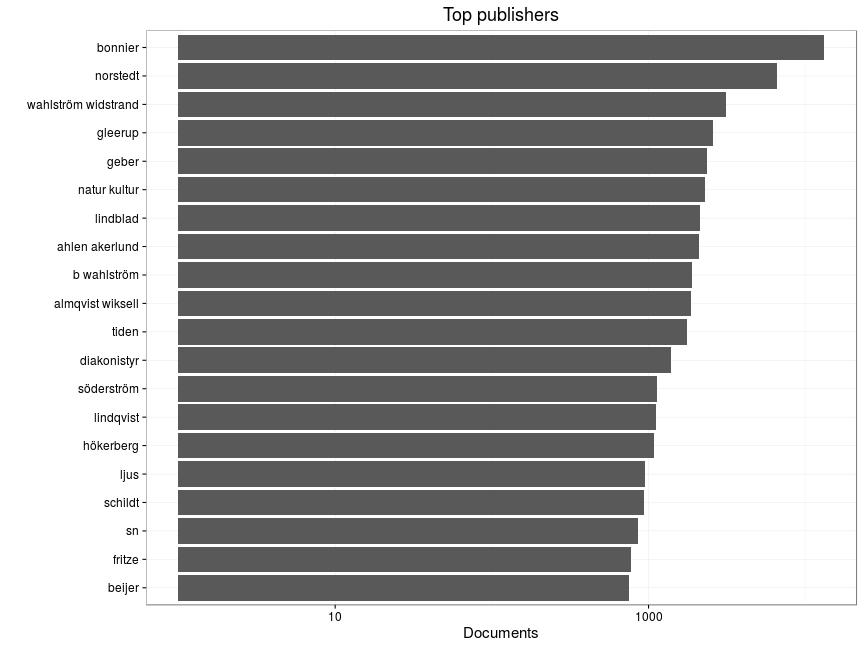 Top publishers
bonnier
norstedt
wahlström widstrand
gleerup
geber
natur kultur
lindblad
ahlen akerlund
b wahlström
almqvist wiksell
tiden
diakonistyr
söderström
lindqvist
hökerberg
ljus
schildt
sn
fritze
beijer
10 1000
Documents